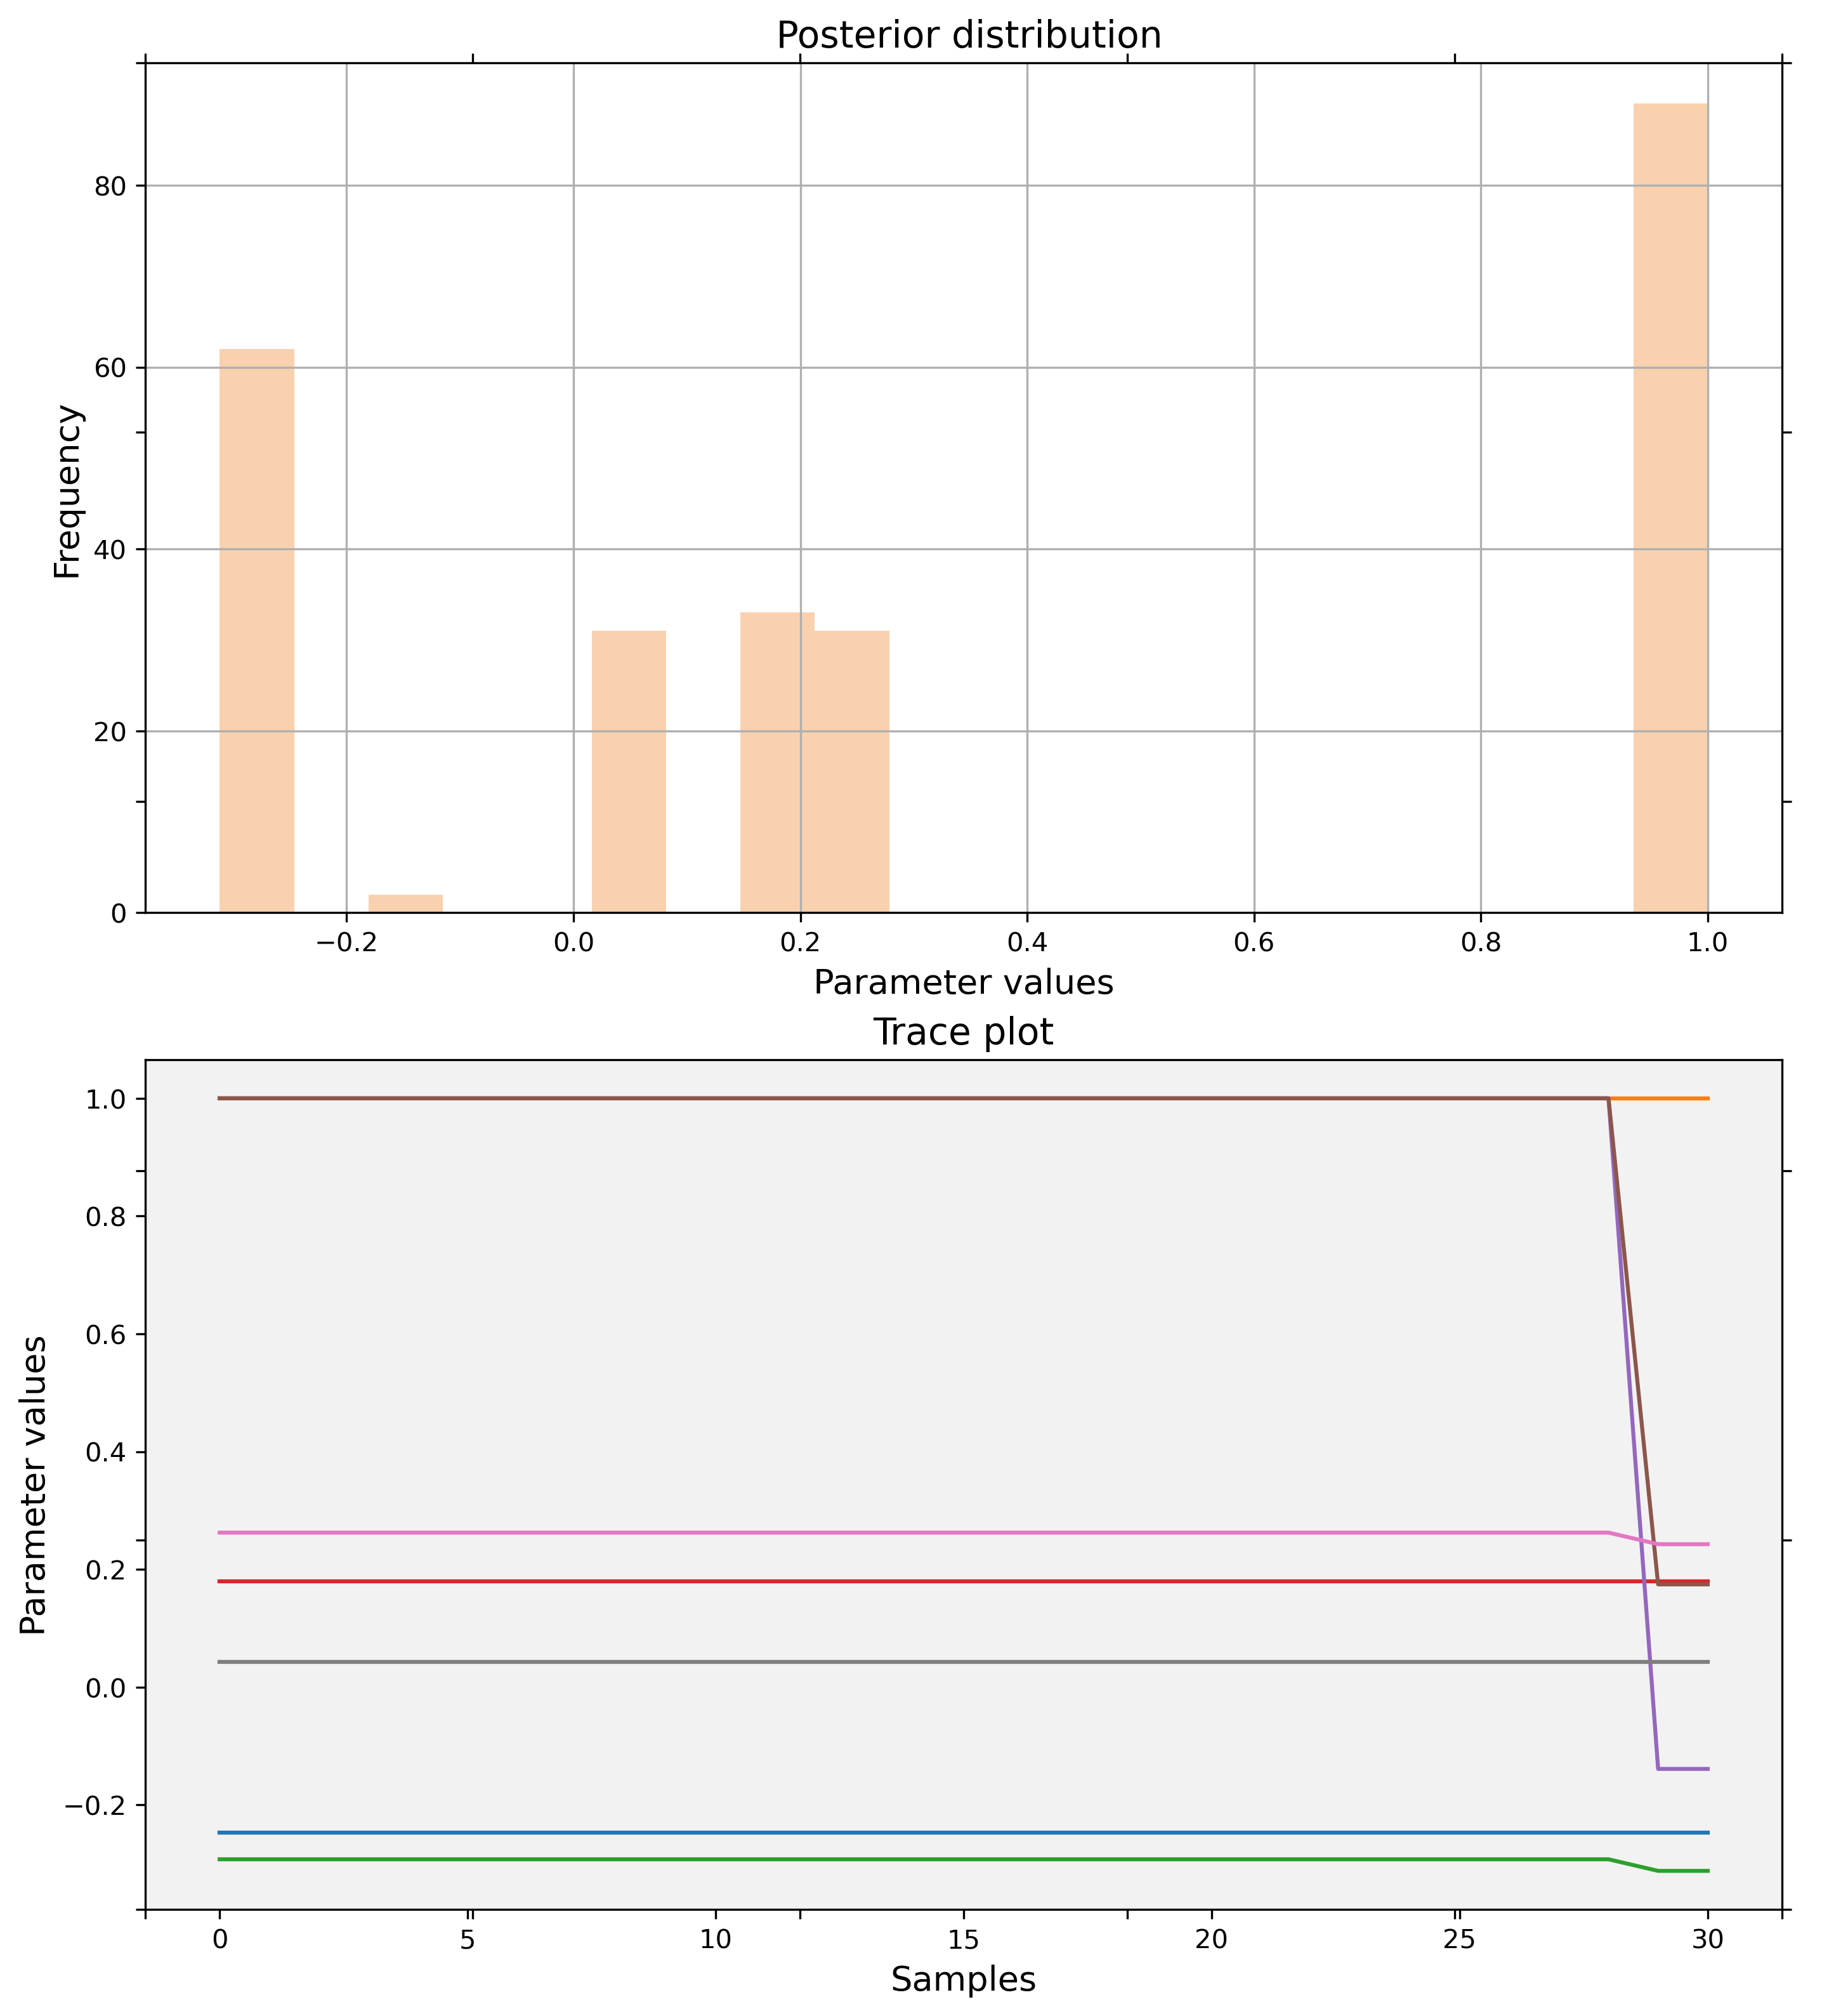 Posterior distribution
80
60
40
20
0
Frequency
−0.2 0.0 0.2 0.4 0.6 0.8 1.0
Parameter values
Trace plot
1.0
0.8
0.6
0.4
0.2
0.0
−0.2
Parameter values
0 5 10 15 20 25 30
Samples